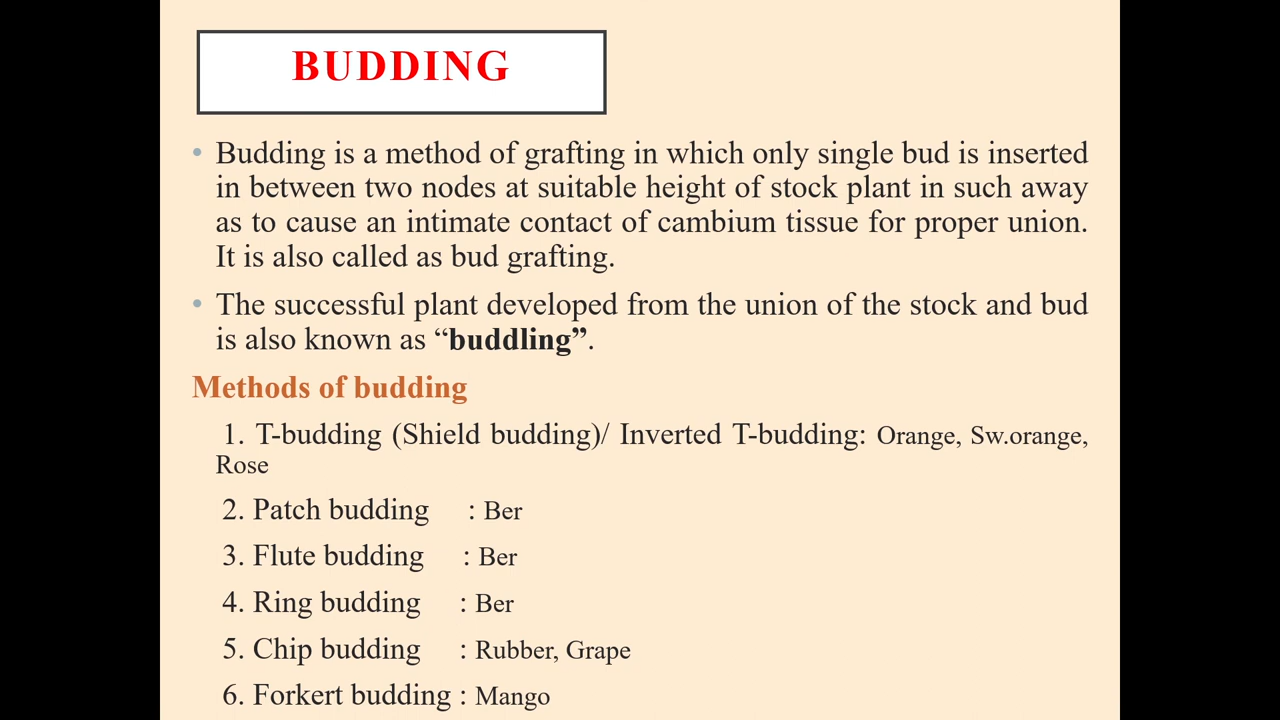 BUDDING
• Budding is a method of grafting in which only single bud is inserted
in between two nodes at suitable height of stock plant in such away
as to cause an intimate contact of cambium tissue for proper union.
It is also called as bud grafting.
• The successful plant developed from the union of the stock and bud
is also known as “buddling”.
Methods of budding
1. T-budding (Shield budding)/ Inverted T-budding: Orange, Sw.orange,
Rose
2. Patch budding : Ber
3. Flute budding : Ber
4. Ring budding : Ber
5. Chip budding : Rubber, Grape
6. Forkert budding : Mango